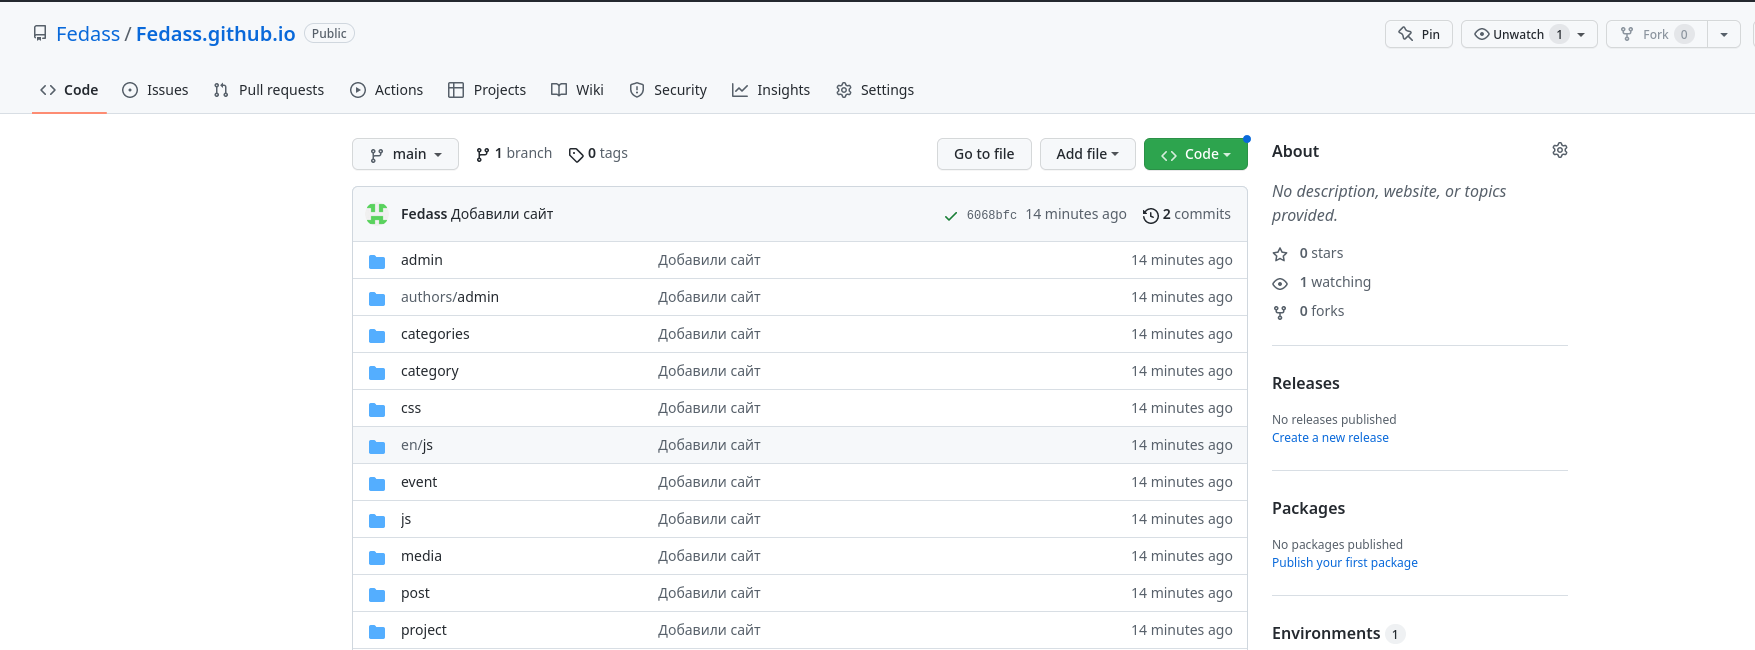 Fedass / Fedass.github.io Public Pin Unwatch 1 Fork 0
Code Issues Pull requests Actions Projects Wiki Security Insights Settings
main 1 branch 0 tags Go to file Add file Code
Fedass Добавили сайт 6068bfc 14 minutes ago 2 commits
admin Добавили сайт 14 minutes ago
authors/admin Добавили сайт 14 minutes ago
categories Добавили сайт 14 minutes ago
category Добавили сайт 14 minutes ago
css Добавили сайт 14 minutes ago
en/js Добавили сайт 14 minutes ago
event Добавили сайт 14 minutes ago
js Добавили сайт 14 minutes ago
media Добавили сайт 14 minutes ago
post Добавили сайт 14 minutes ago
project Добавили сайт 14 minutes ago
About
No description, website, or topics
provided.
0 stars
1 watching
0 forks
Releases
No releases published
Create a new release
Packages
No packages published
Publish your first package
Environments 1